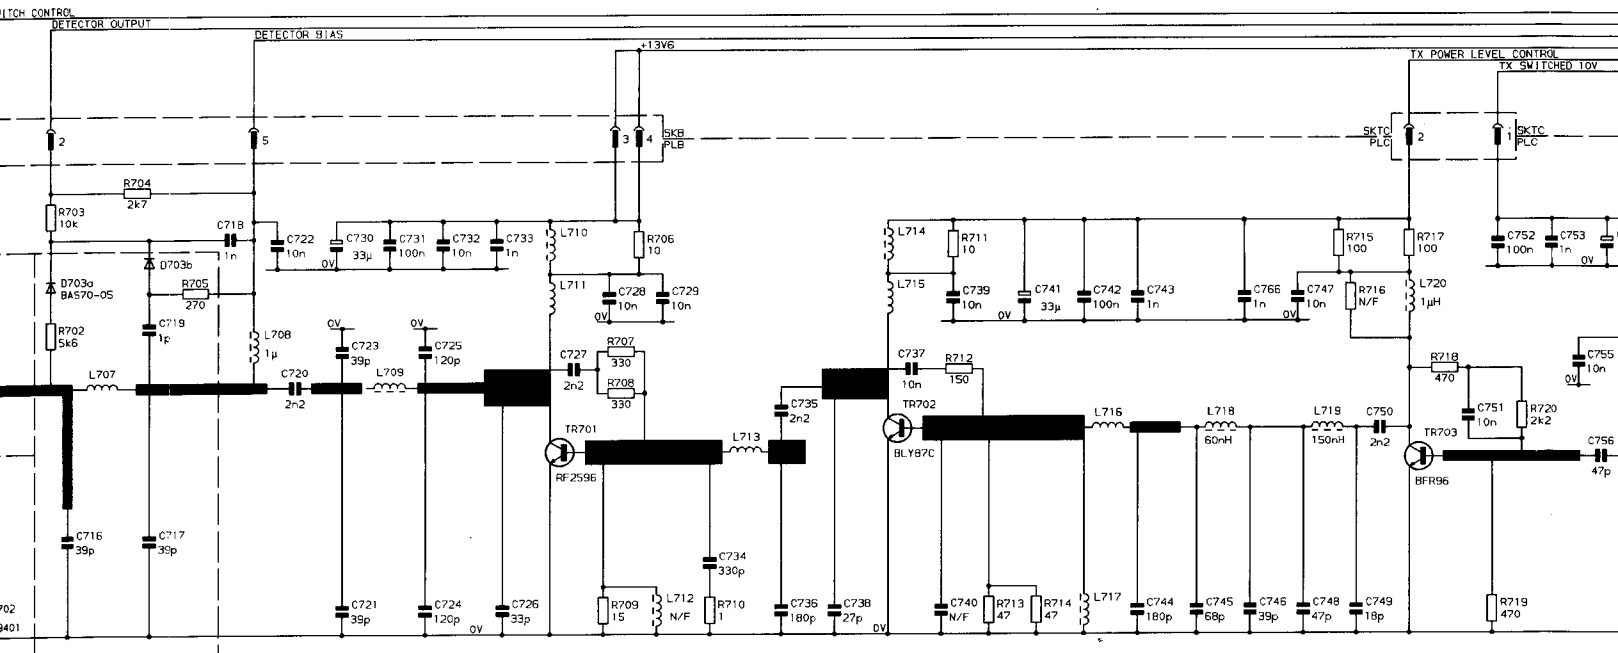 ITCH CONTROL
DETECTOR OUTPUT
DETECTOR BIAS
+13V6
TX POWER LEVEL CONTROL
TX SWITCHED 10V
2
5
3
4
SKB
PLB
SKTC
PLC
2
1
SKTC
PLC
R704
2k7
R703
10k
C718
1n
C722
10n
C730
33µ
C731
100n
C732
10n
C733
1n
0V
L710
R706
10
L714
R711
10
R715
100
R717
100
C752
100n
C753
1n
0V
D703b
D703a
BAS70-05
R705
270
L711
C728
10n
C729
10n
0V
L715
C739
10n
C741
33µ
C742
100n
C743
1n
C766
1n
C747
10n
R716
N/F
L720
1µH
0V
0V
R702
5k6
C719
1p
L708
1µ
0V
C723
39p
0V
C725
120p
R707
330
C727
2n2
R708
330
C737
10n
R712
150
R718
470
C755
10n
0V
L707
C720
2n2
L709
C735
2n2
TR702
BLY87C
L716
L718
60nH
L719
150nH
C750
2n2
C751
10n
R720
2k2
TR701
RF2596
L713
TR703
BFR96
C756
47p
C716
39p
C717
39p
C734
330p
C721
39p
C724
120p
C726
33p
R709
15
L712
N/F
R710
1
C736
180p
C738
27p
C740
N/F
R713
47
R714
47
L717
C744
180p
C745
68p
C746
39p
C748
47p
C749
18p
R719
470
0V
0V
702
9401